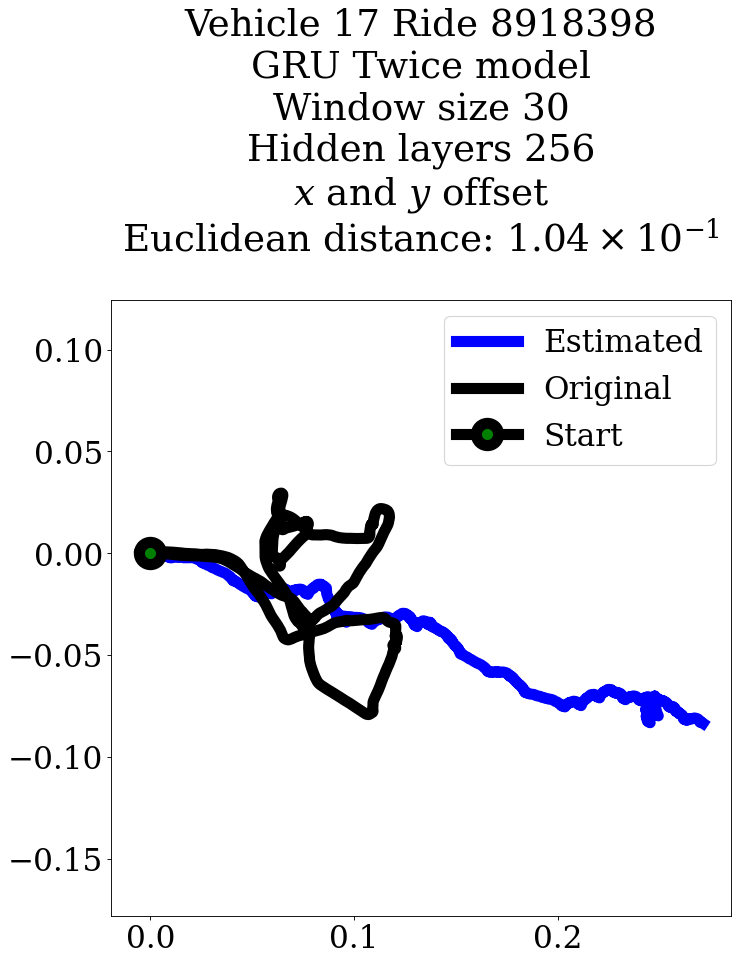 Vehicle 17 Ride 8918398
GRU Twice model
Window size 30
Hidden layers 256
x and y offset
Euclidean distance: 1.04 × 10⁻¹
Estimated
Original
Start
0.10
0.05
0.00
−0.05
−0.10
−0.15
0.0 0.1 0.2